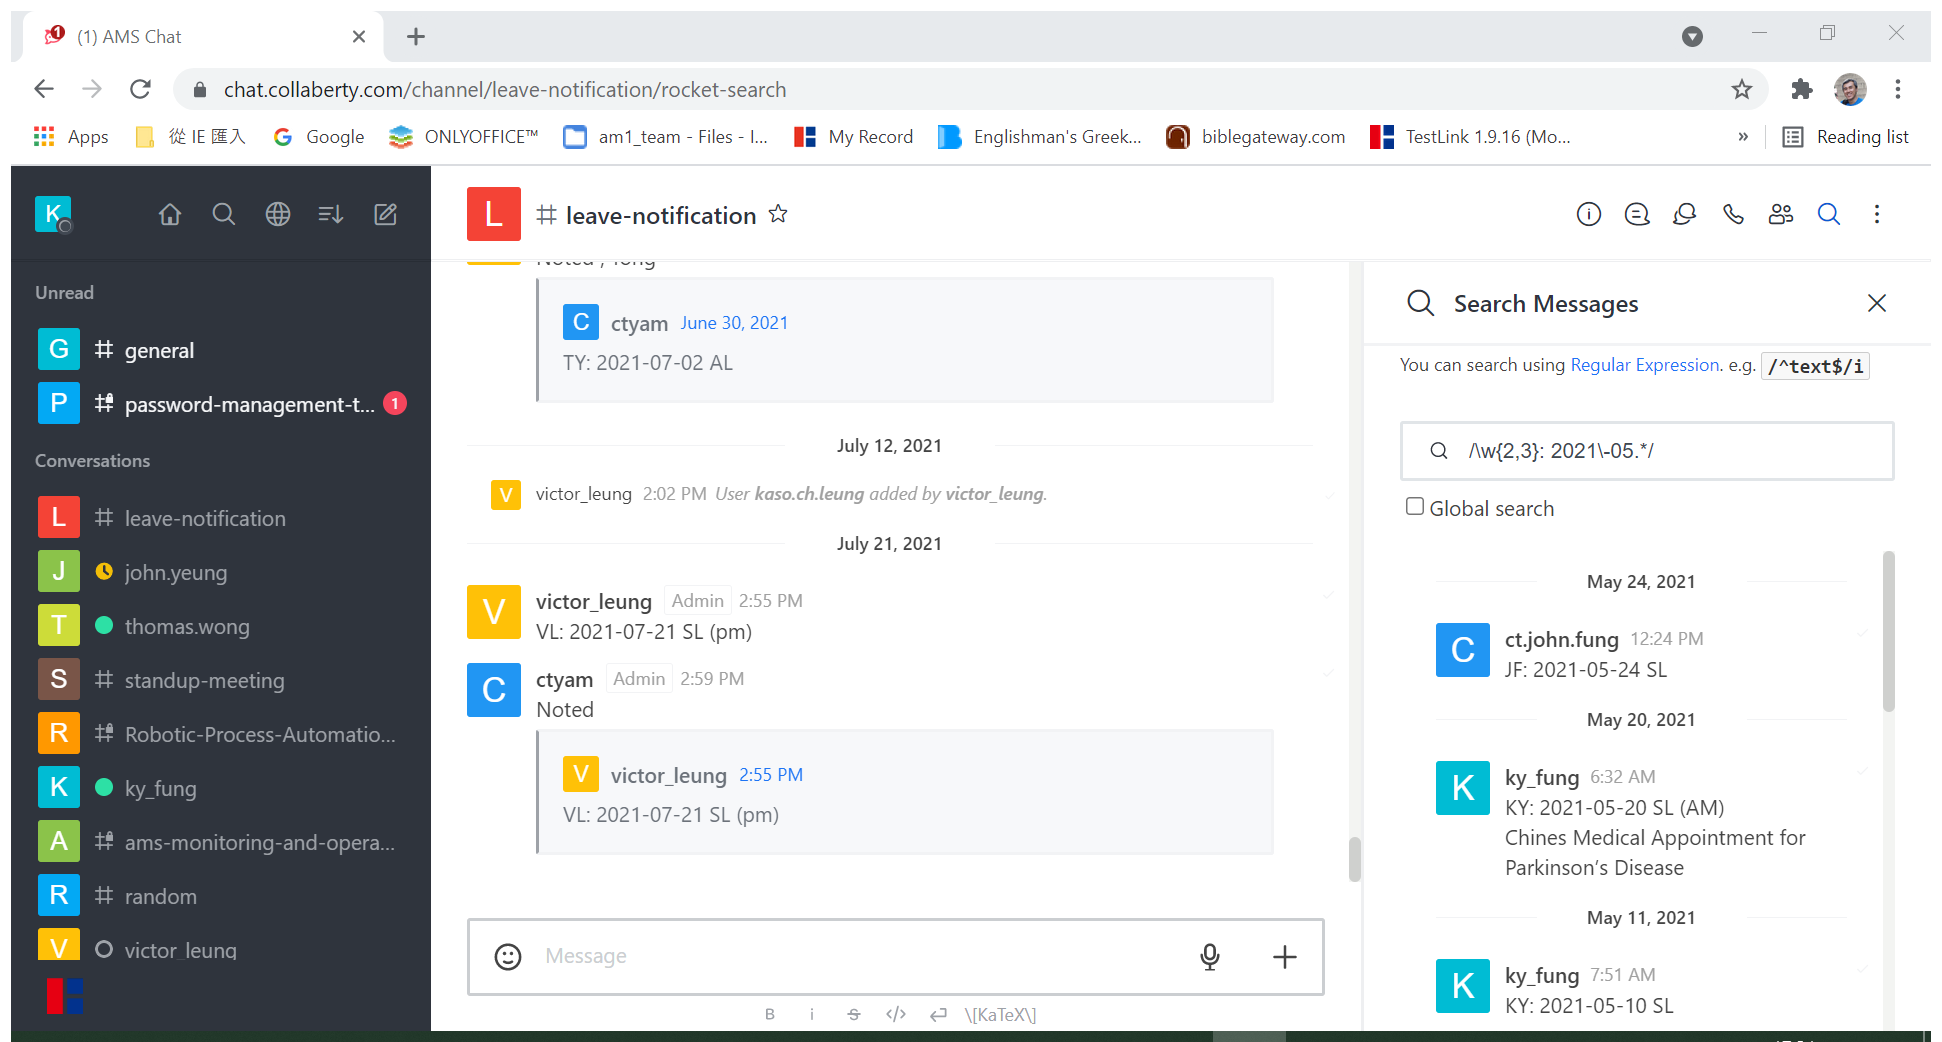 (1) AMS Chat
chat.collaberty.com/channel/leave-notification/rocket-search
Apps
從 IE 匯入
Google
ONLYOFFICE™
am1_team - Files - I...
My Record
Englishman's Greek...
biblegateway.com
TestLink 1.9.16 (Mo...
»
Reading list
K
Unread
G # general
P password-management-t... 1
Conversations
L # leave-notification
J john.yeung
T thomas.wong
S # standup-meeting
R Robotic-Process-Automatio...
K ky_fung
A ams-monitoring-and-opera...
R # random
V victor_leung
L # leave-notification
C ctyam June 30, 2021
TY: 2021-07-02 AL
July 12, 2021
V victor_leung 2:02 PM User kaso.ch.leung added by victor_leung.
July 21, 2021
V victor_leung Admin 2:55 PM
VL: 2021-07-21 SL (pm)
C ctyam Admin 2:59 PM
Noted
V victor_leung 2:55 PM
VL: 2021-07-21 SL (pm)
Message
B i S </> \[KaTeX\]
Search Messages
You can search using Regular Expression. e.g. /^text$/i
/\w{2,3}: 2021\-05.*/
Global search
May 24, 2021
C ct.john.fung 12:24 PM
JF: 2021-05-24 SL
May 20, 2021
K ky_fung 6:32 AM
KY: 2021-05-20 SL (AM)
Chines Medical Appointment for
Parkinson's Disease
May 11, 2021
K ky_fung 7:51 AM
KY: 2021-05-10 SL